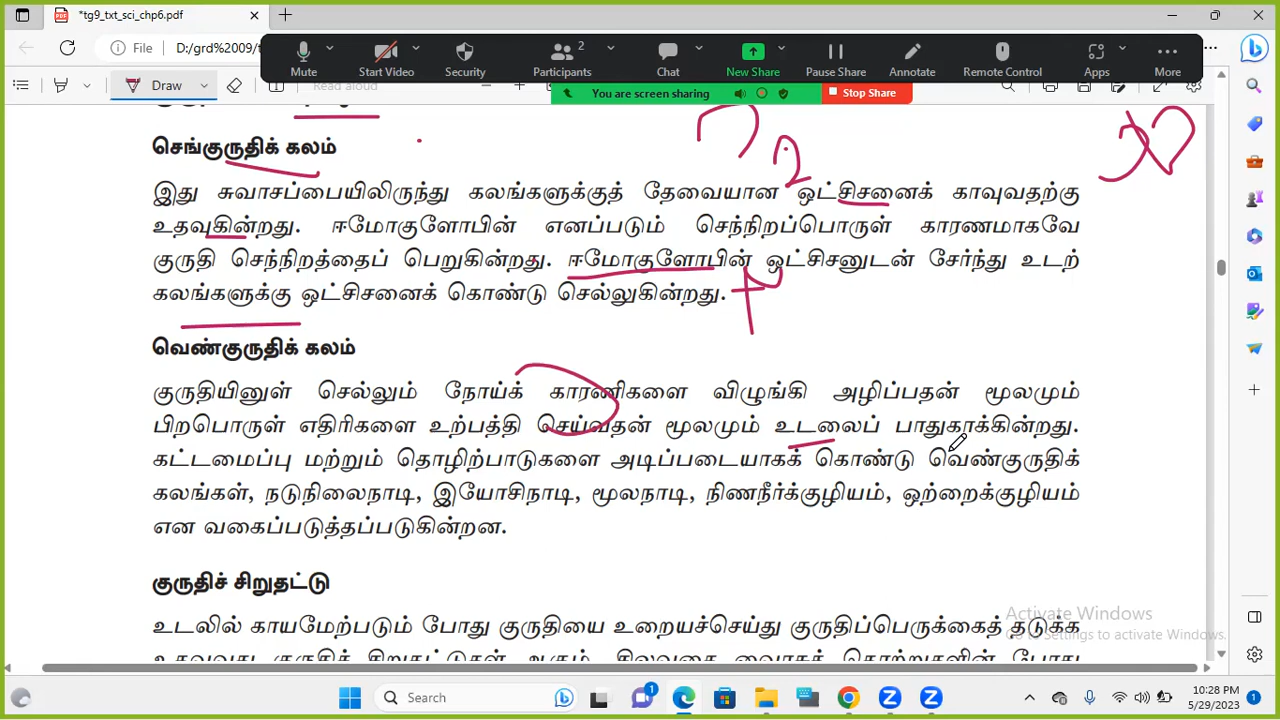 *tg9_txt_sci_chp6.pdf
File D:/grd%2009/t
Mute Start Video Security Participants 2 Chat New Share Pause Share Annotate Remote Control Apps More
Draw Read aloud
You are screen sharing Stop Share
செங்குருதிக் கலம்
இது சுவாசப்பையிலிருந்து கலங்களுக்குத் தேவையான ஒட்சிசனைக் காவுவதற்கு
உதவுகின்றது. ஈமோகுளோபின் எனப்படும் செந்நிறப்பொருள் காரணமாகவே
குருதி செந்நிறத்தைப் பெறுகின்றது. ஈமோகுளோபின் ஒட்சிசனுடன் சேர்ந்து உடற்
கலங்களுக்கு ஒட்சிசனைக் கொண்டு செல்லுகின்றது.
வெண்குருதிக் கலம்
குருதியினுள் செல்லும் நோய்க் காரணிகளை விழுங்கி அழிப்பதன் மூலமும்
பிறபொருள் எதிரிகளை உற்பத்தி செய்வதன் மூலமும் உடலைப் பாதுகாக்கின்றது.
கட்டமைப்பு மற்றும் தொழிற்பாடுகளை அடிப்படையாகக் கொண்டு வெண்குருதிக்
கலங்கள், நடுநிலைநாடி, இயோசிநாடி, மூலநாடி, நிணநீர்க்குழியம், ஒற்றைக்குழியம்
என வகைப்படுத்தப்படுகின்றன.
குருதிச் சிறுதட்டு
உடலில் காயமேற்படும் போது குருதியை உறையச்செய்து குருதிப்பெருக்கைத் தடுக்க
Activate Windows
Go to Settings to activate Windows.
Search
1
10:28 PM
5/29/2023
1